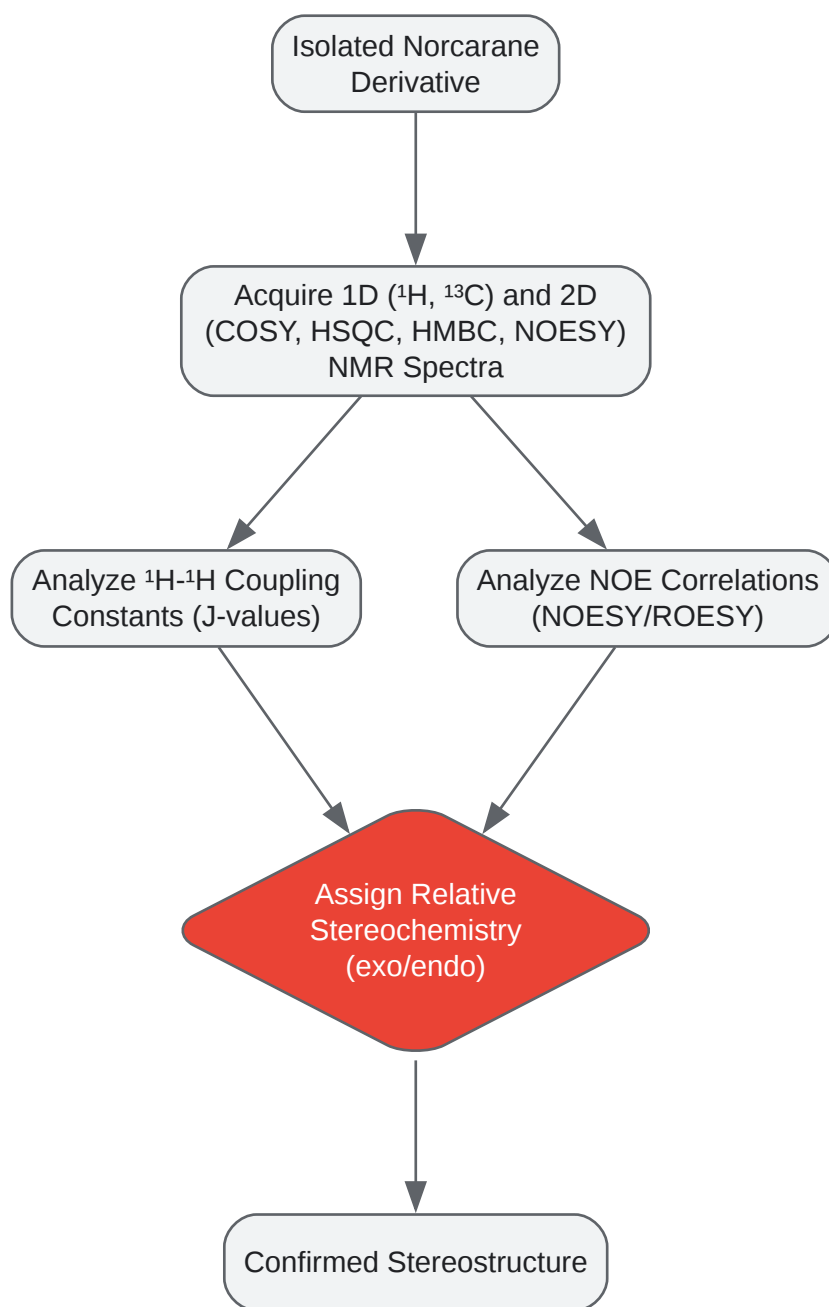 Isolated Norcarane
Derivative
Acquire 1D (¹H, ¹³C) and 2D
(COSY, HSQC, HMBC, NOESY)
NMR Spectra
Analyze ¹H-¹H Coupling
Constants (J-values)
Analyze NOE Correlations
(NOESY/ROESY)
Assign Relative
Stereochemistry
(exo/endo)
Confirmed Stereostructure